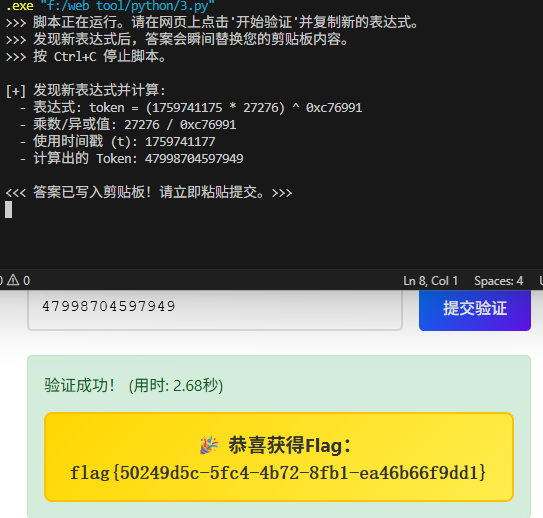 .exe "f:/web tool/python/3.py"
>>> 脚本正在运行。请在网页上点击'开始验证'并复制新的表达式。
>>> 发现新表达式后，答案会瞬间替换您的剪贴板内容。
>>> 按 Ctrl+C 停止脚本。
[+] 发现新表达式并计算:
- 表达式: token = (1759741175 * 27276) ^ 0xc76991
- 乘数/异或值: 27276 / 0xc76991
- 使用时间戳 (t): 1759741177
- 计算出的 Token: 47998704597949
<<< 答案已写入剪贴板! 请立即粘贴提交。>>>
0 Ln 8, Col 1 Spaces: 4
47998704597949 提交验证
验证成功！ (用时: 2.68秒)
🎉 恭喜获得Flag：
flag{50249d5c-5fc4-4b72-8fb1-ea46b66f9dd1}